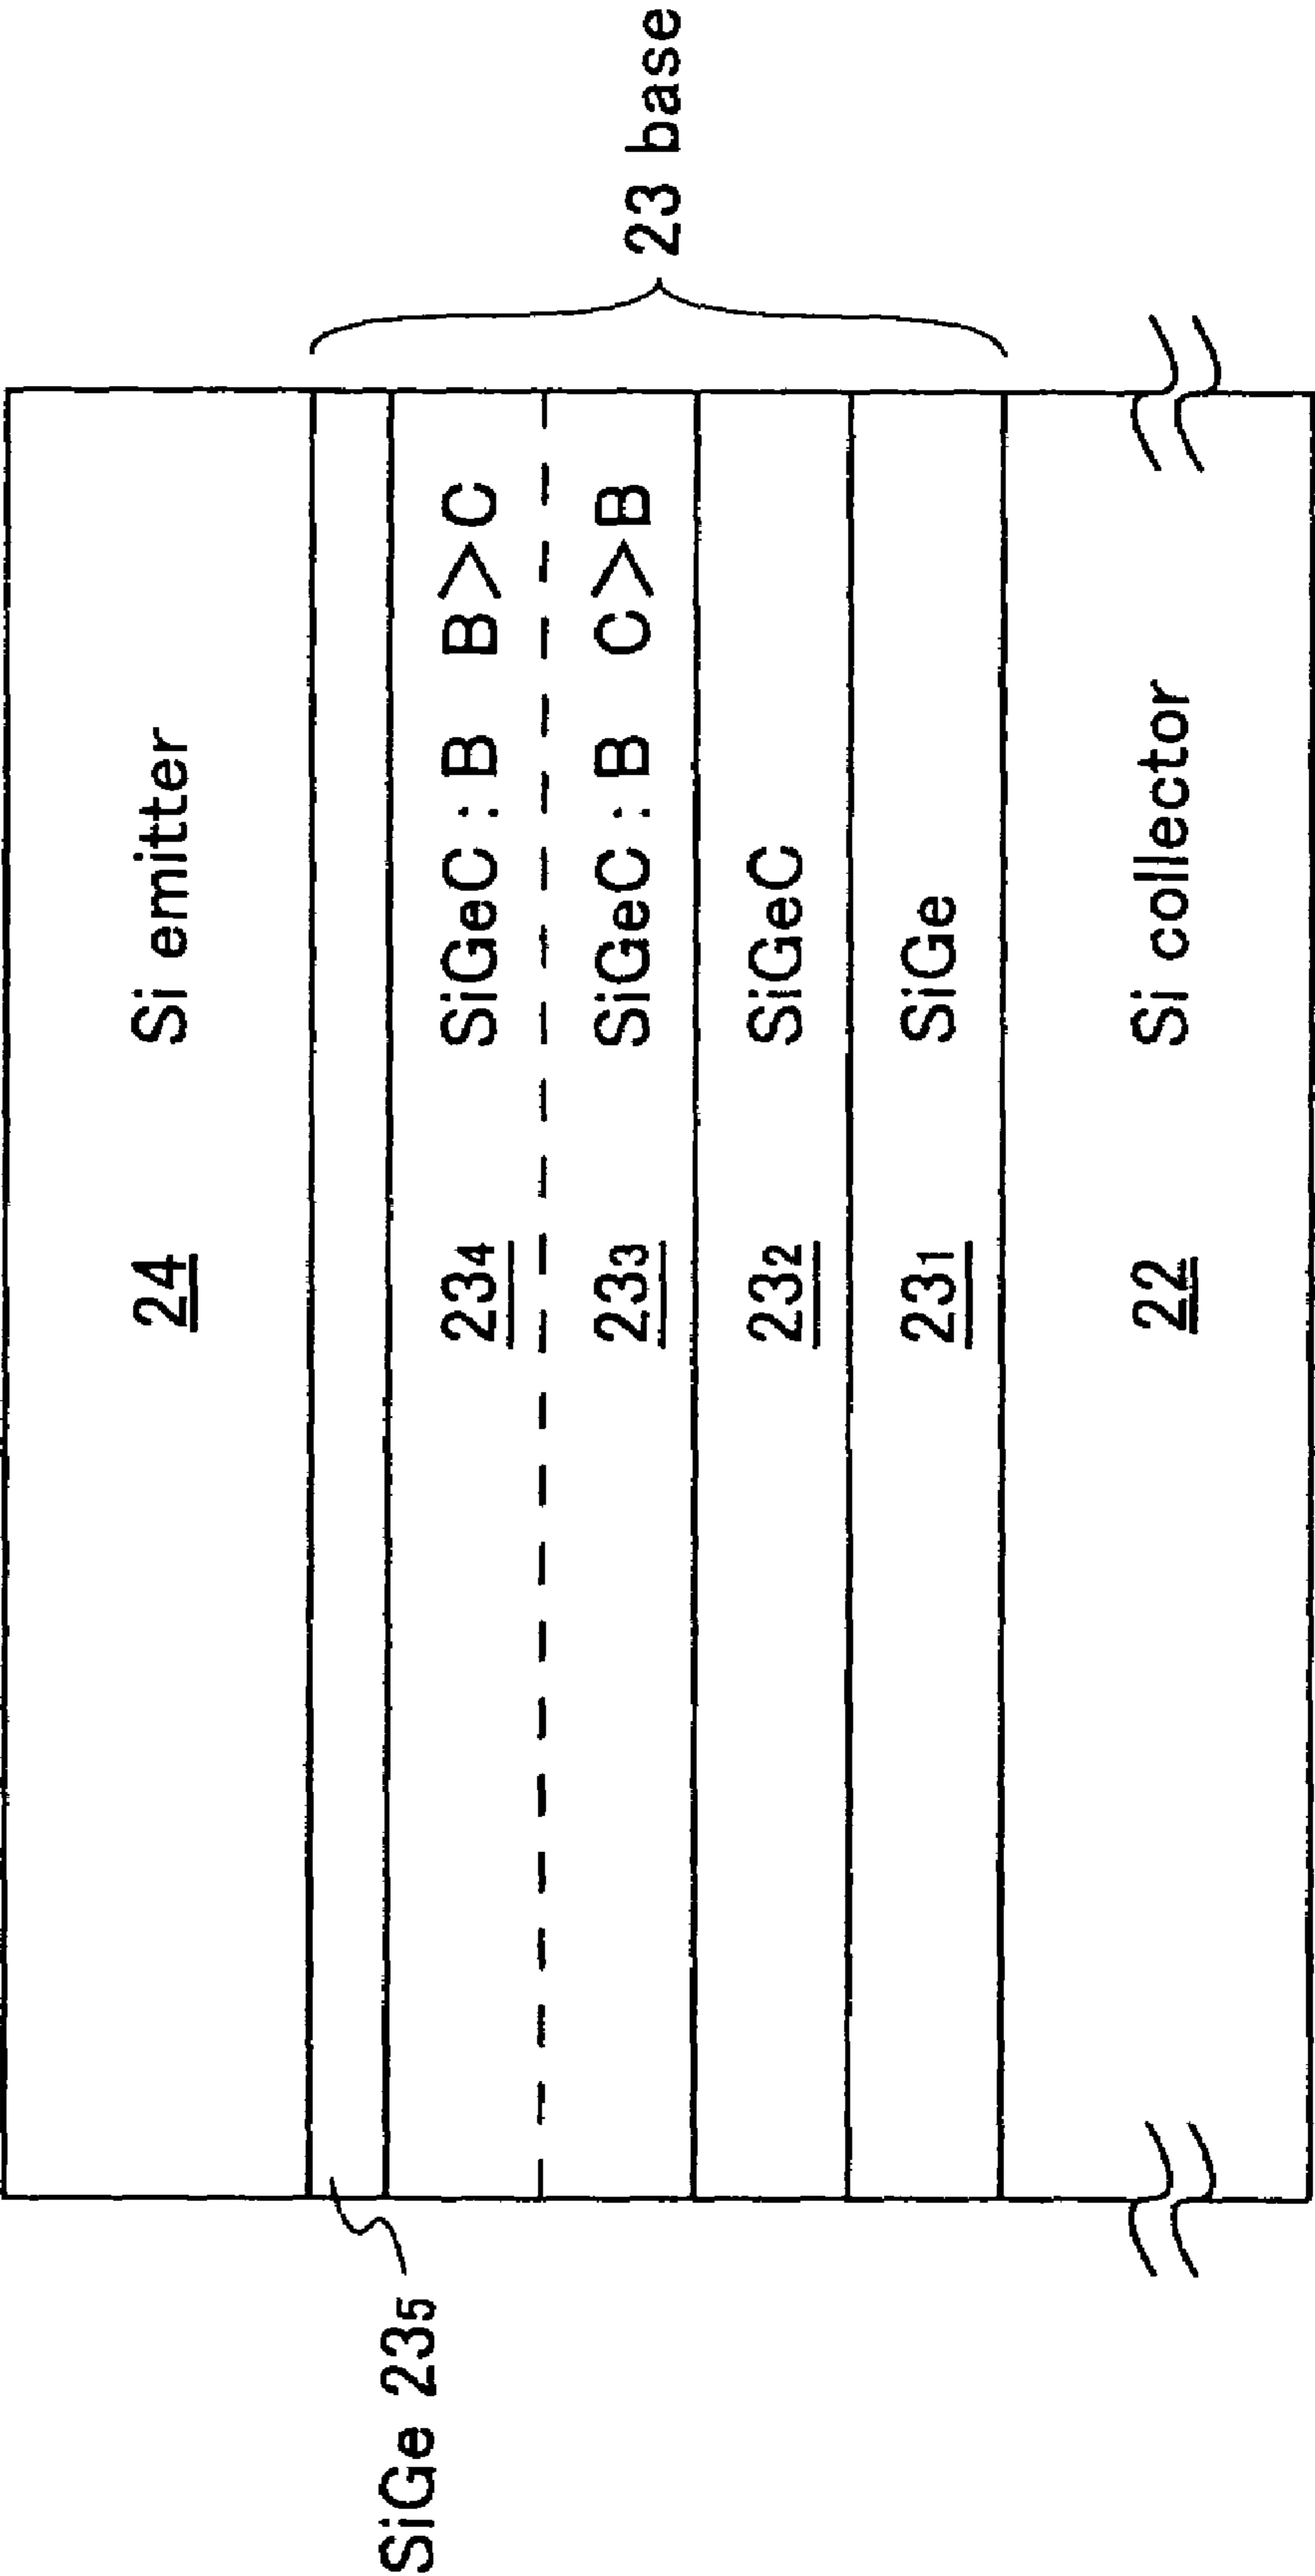 24 Si emitter
SiGe 23₅
23₄ SiGeC : B B>C
23₃ SiGeC : B C>B
23₂ SiGeC
23₁ SiGe
22 Si collector
23 base